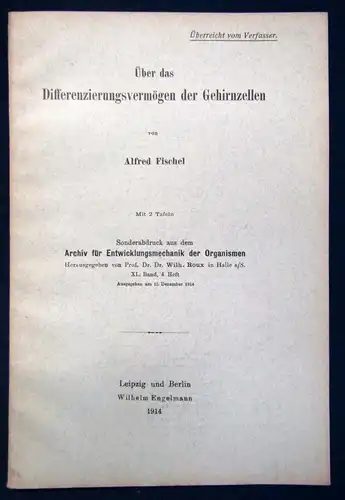 Überreicht vom Verfasser.
Über das
Differenzierungsvermögen der Gehirnzellen
von
Alfred Fischel
Mit 2 Tafeln
Sonderabdruck aus dem
Archiv für Entwicklungsmechanik der Organismen
Herausgegeben von Prof. Dr. Dr. Wilh. Roux in Halle a/S.
XL. Band, 4. Heft
Ausgegeben am 15. Dezember 1914
Leipzig und Berlin
Wilhelm Engelmann
1914